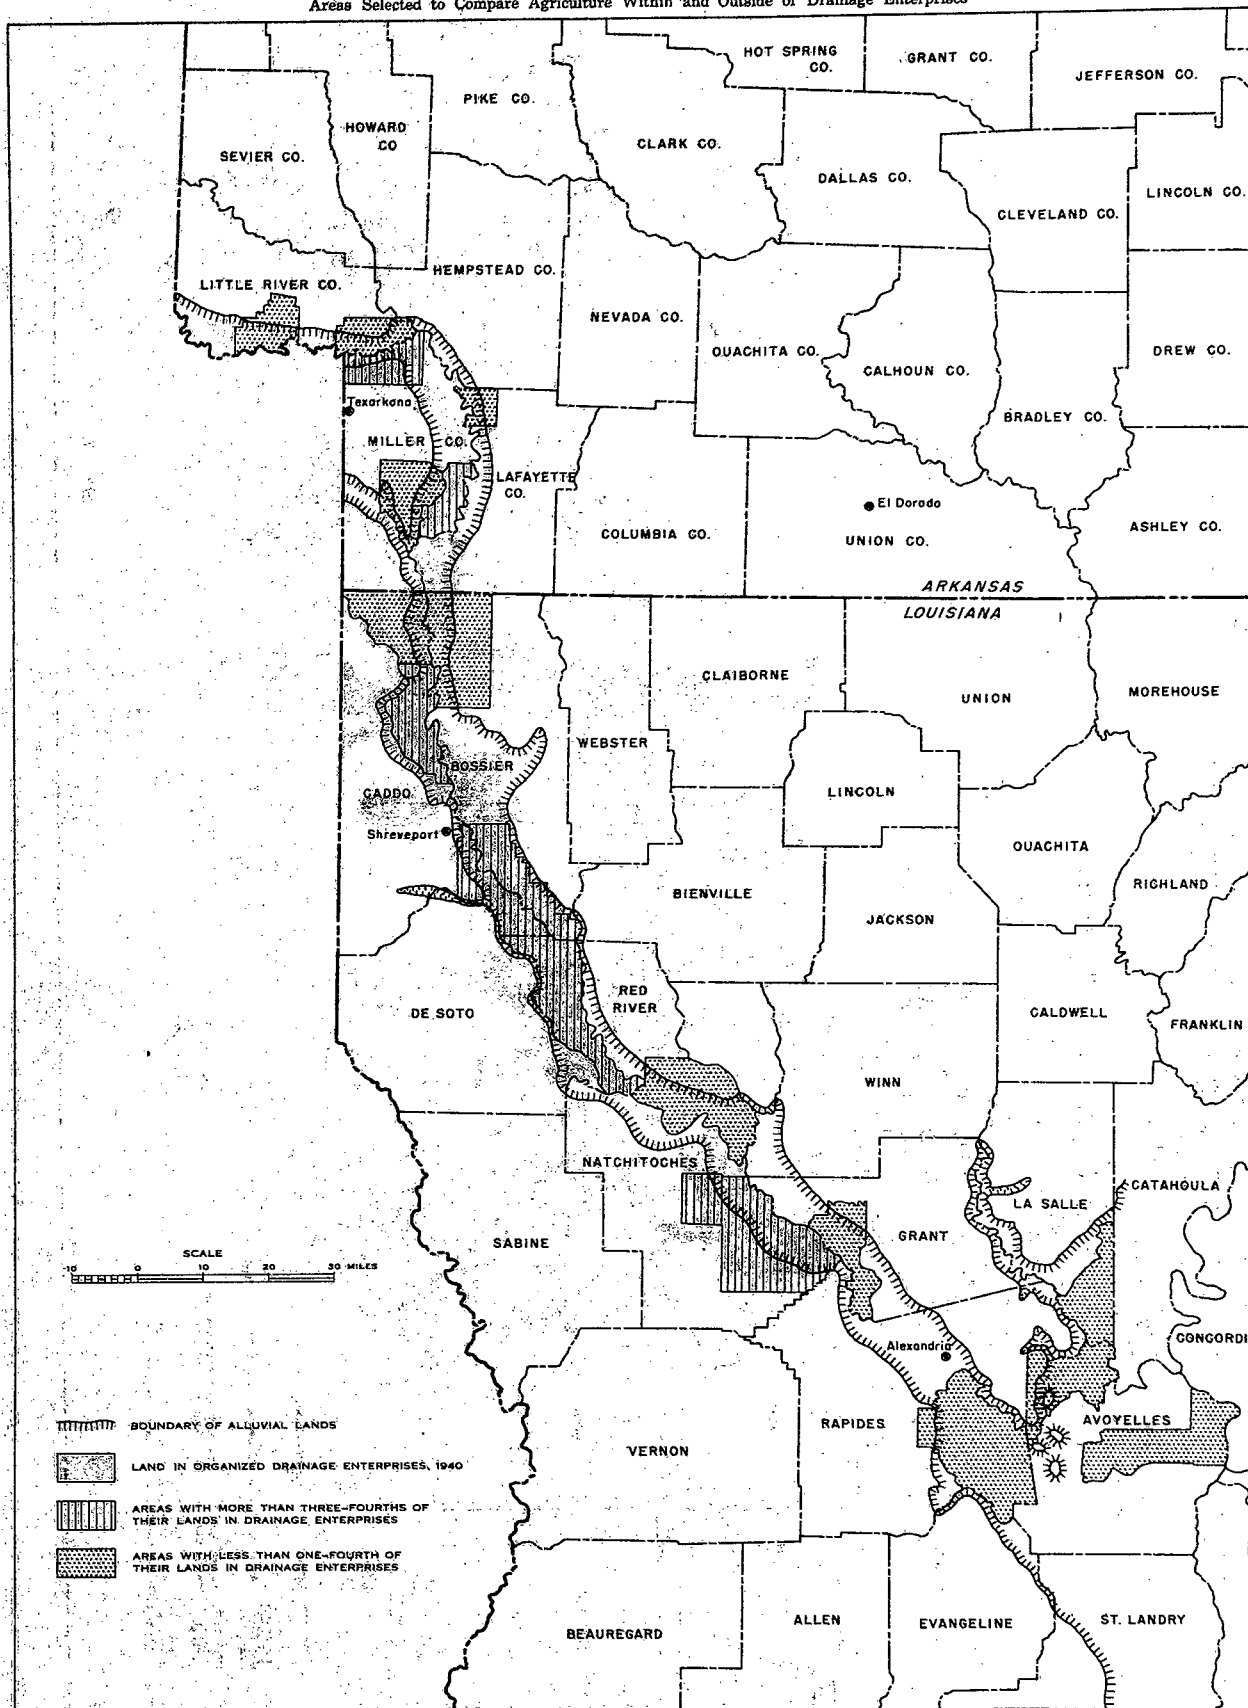 Areas Selected to Compare Agriculture Within and Outside of Drainage Enterprises
HOT SPRING
CO.
GRANT CO.
JEFFERSON CO.
PIKE CO.
HOWARD
CO
CLARK CO.
SEVIER CO.
DALLAS CO.
LINCOLN CO.
CLEVELAND CO.
HEMPSTEAD CO.
LITTLE RIVER CO.
NEVADA CO.
OUACHITA CO.
CALHOUN CO.
DREW CO.
Texarkana
BRADLEY CO.
MILLER CO.
LAFAYETTE
CO.
El Dorado
COLUMBIA CO.
UNION CO.
ASHLEY CO.
ARKANSAS
LOUISIANA
CLAIBORNE
UNION
MOREHOUSE
WEBSTER
BOSSIER
CADDO
LINCOLN
Shreveport
OUACHITA
RICHLAND
BIENVILLE
JACKSON
RED
RIVER
DE SOTO
CALDWELL
FRANKLIN
WINN
NATCHITOCHES
CATAHOULA
LA SALLE
GRANT
SABINE
SCALE
10 0 10 20 30 MILES
CONCORDI
Alexandria
AVOYELLES
RAPIDES
VERNON
BOUNDARY OF ALLUVIAL LANDS
LAND IN ORGANIZED DRAINAGE ENTERPRISES, 1940
AREAS WITH MORE THAN THREE-FOURTHS OF
THEIR LANDS IN DRAINAGE ENTERPRISES
AREAS WITH LESS THAN ONE-FOURTH OF
THEIR LANDS IN DRAINAGE ENTERPRISES
BEAUREGARD
ALLEN
EVANGELINE
ST. LANDRY